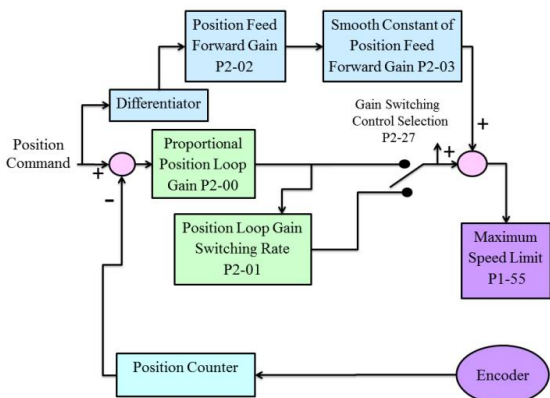 Position Feed
Forward Gain
P2-02
Smooth Constant of
Position Feed
Forward Gain P2-03
Differentiator
Gain Switching
Control Selection
P2-27
Position
Command
+
-
Proportional
Position Loop
Gain P2-00
+
+
Position Loop Gain
Switching Rate
P2-01
Maximum
Speed Limit
P1-55
Position Counter
Encoder